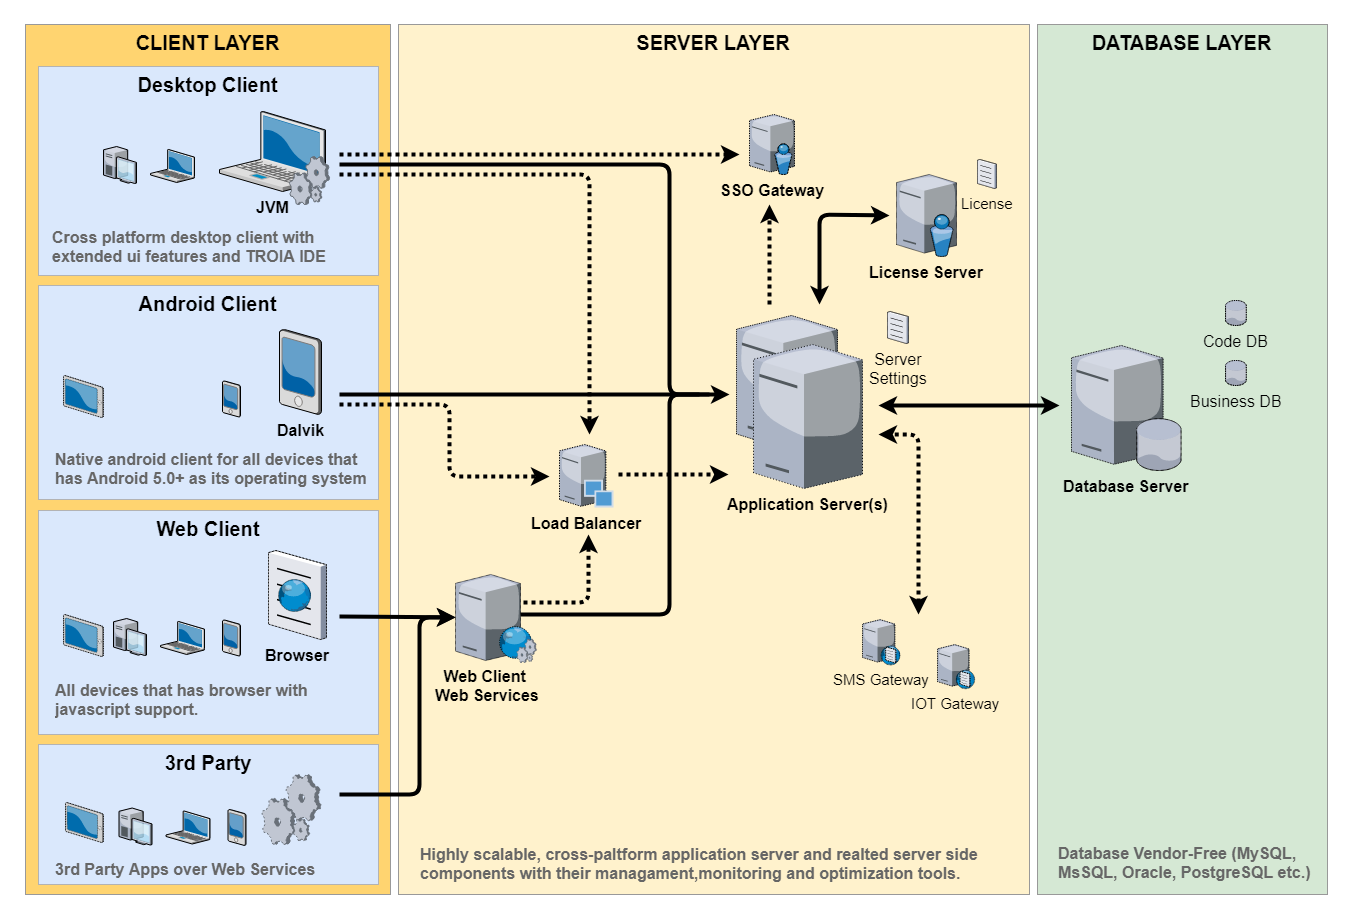 CLIENT LAYER
Desktop Client
JVM
Cross platform desktop client with
extended ui features and TROIA IDE
Android Client
Dalvik
Native android client for all devices that
has Android 5.0+ as its operating system
Web Client
Browser
All devices that has browser with
javascript support.
3rd Party
3rd Party Apps over Web Services
SERVER LAYER
SSO Gateway
License
License Server
Server
Settings
Application Server(s)
Load Balancer
Web Client
Web Services
SMS Gateway
IOT Gateway
Highly scalable, cross-paltform application server and realted server side
components with their managament,monitoring and optimization tools.
DATABASE LAYER
Code DB
Business DB
Database Server
Database Vendor-Free (MySQL,
MsSQL, Oracle, PostgreSQL etc.)